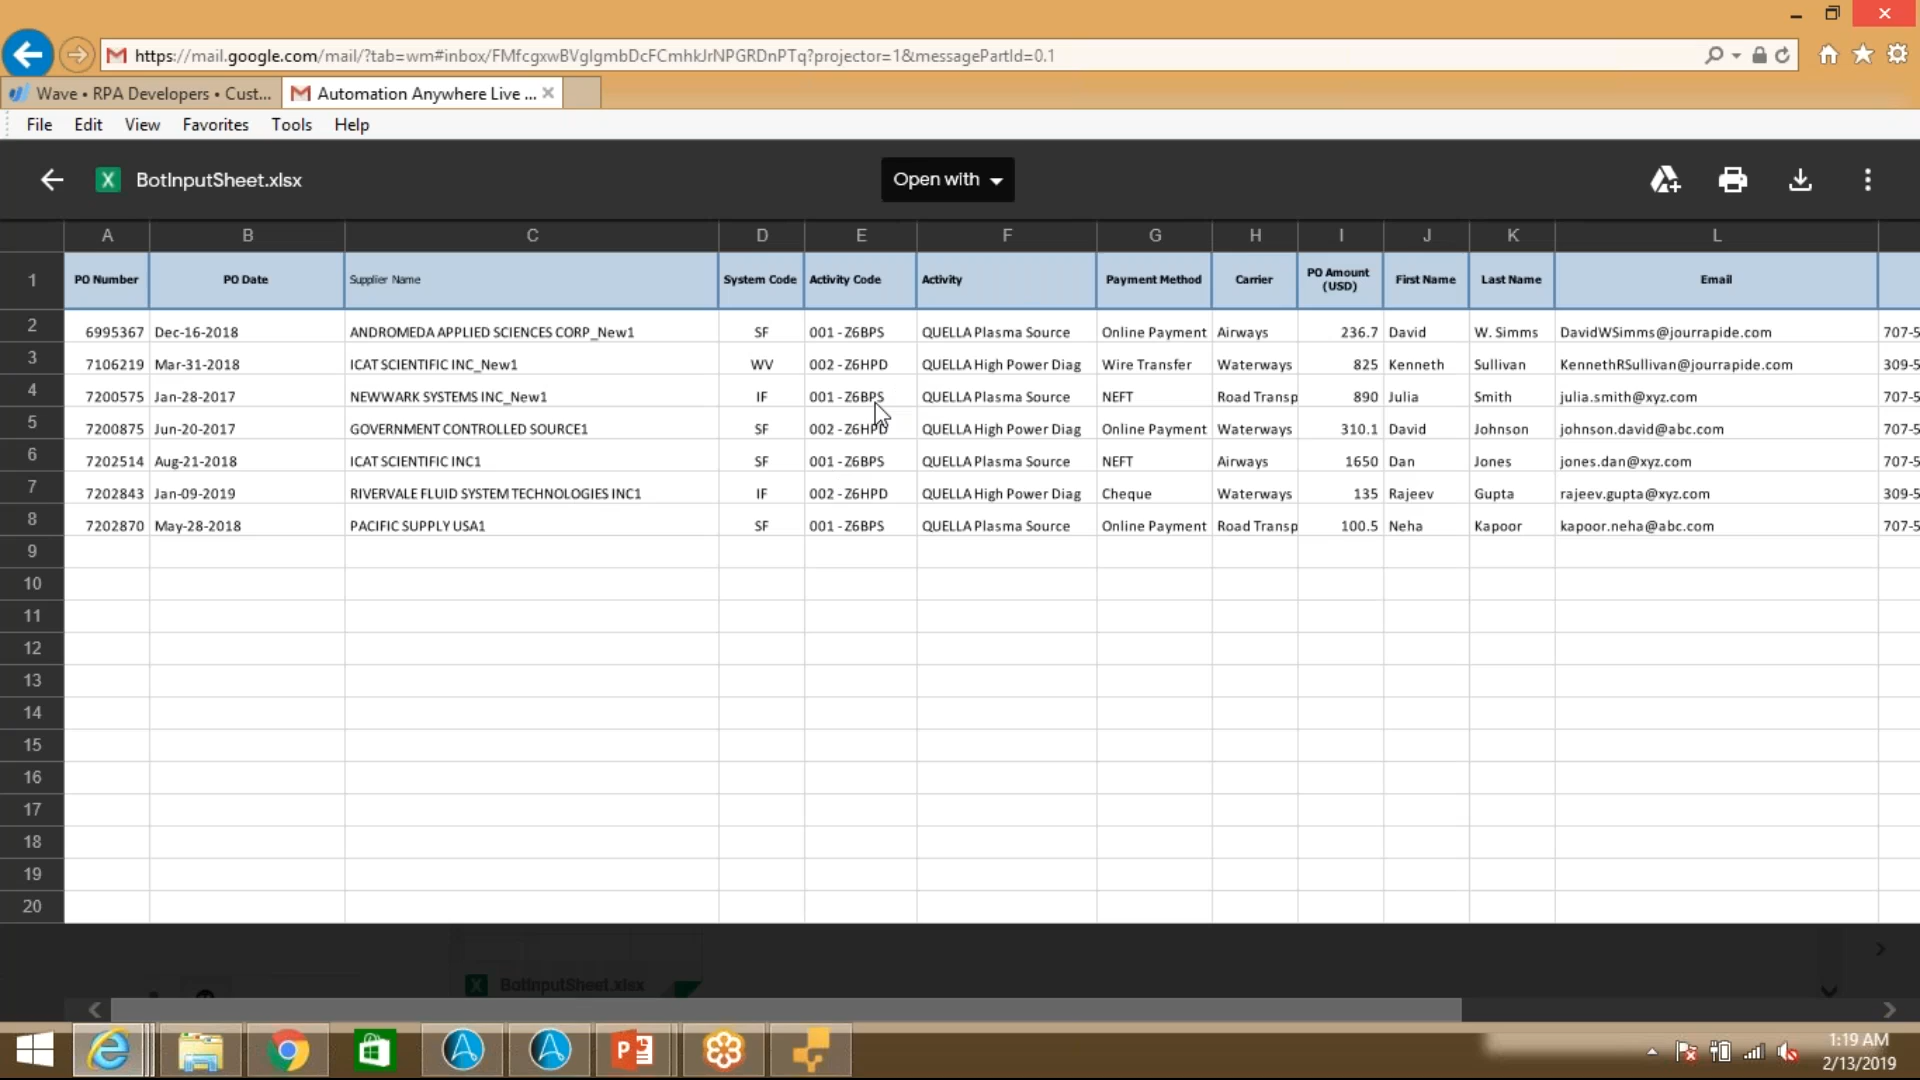 https://mail.google.com/mail/?tab=wm#inbox/FMfcgxwBVglgmbDcFCmhkJrNPGRDnPTq?projector=1&messagePartId=0.1
Wave • RPA Developers • Cust... Automation Anywhere Live ...
File Edit View Favorites Tools Help
BotInputSheet.xlsx Open with
A B C D E F G H I J K L
1 PO Number PO Date Supplier Name System Code Activity Code Activity Payment Method Carrier PO Amount (USD) First Name Last Name Email
2 6995367 Dec-16-2018 ANDROMEDA APPLIED SCIENCES CORP_New1 SF 001 - Z6BPS QUELLA Plasma Source Online Payment Airways 236.7 David W. Simms DavidWSimms@jourrapide.com 707-5
3 7106219 Mar-31-2018 ICAT SCIENTIFIC INC_New1 WV 002 - Z6HPD QUELLA High Power Diag Wire Transfer Waterways 825 Kenneth Sullivan KennethRSullivan@jourrapide.com 309-5
4 7200575 Jan-28-2017 NEWWARK SYSTEMS INC_New1 IF 001 - Z6BPS QUELLA Plasma Source NEFT Road Transp 890 Julia Smith julia.smith@xyz.com 707-5
5 7200875 Jun-20-2017 GOVERNMENT CONTROLLED SOURCE1 SF 002 - Z6HPD QUELLA High Power Diag Online Payment Waterways 310.1 David Johnson johnson.david@abc.com 707-5
6 7202514 Aug-21-2018 ICAT SCIENTIFIC INC1 SF 001 - Z6BPS QUELLA Plasma Source NEFT Airways 1650 Dan Jones jones.dan@xyz.com 707-5
7 7202843 Jan-09-2019 RIVERVALE FLUID SYSTEM TECHNOLOGIES INC1 IF 002 - Z6HPD QUELLA High Power Diag Cheque Waterways 135 Rajeev Gupta rajeev.gupta@xyz.com 309-5
8 7202870 May-28-2018 PACIFIC SUPPLY USA1 SF 001 - Z6BPS QUELLA Plasma Source Online Payment Road Transp 100.5 Neha Kapoor kapoor.neha@abc.com 707-5
9
10
11
12
13
14
15
16
17
18
19
20
BotInputSheet.xlsx
1:19 AM
2/13/2019